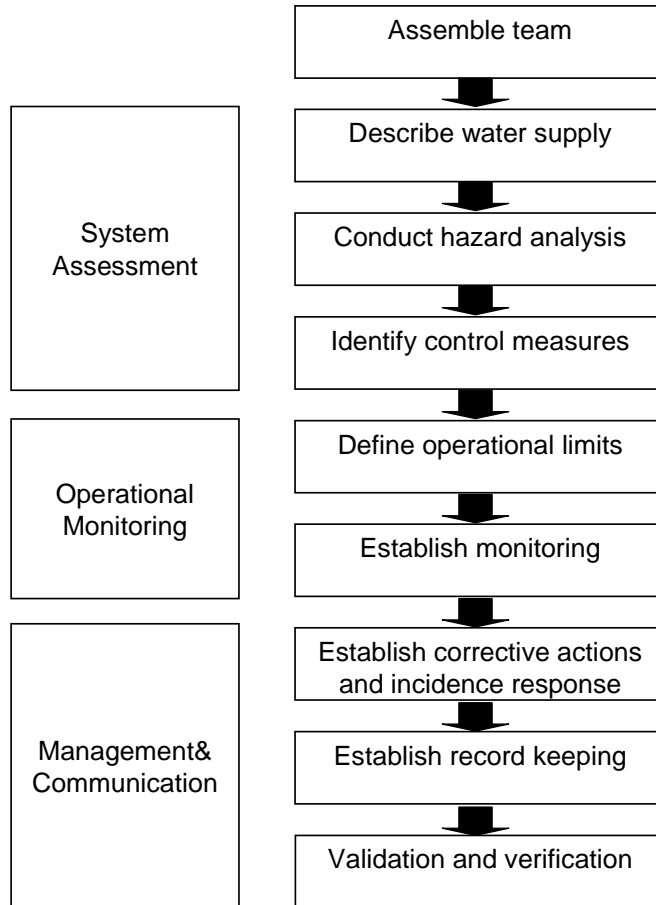 Assemble team
Describe water supply
System
Assessment
Conduct hazard analysis
Identify control measures
Operational
Monitoring
Define operational limits
Establish monitoring
Management&
Communication
Establish corrective actions
and incidence response
Establish record keeping
Validation and verification